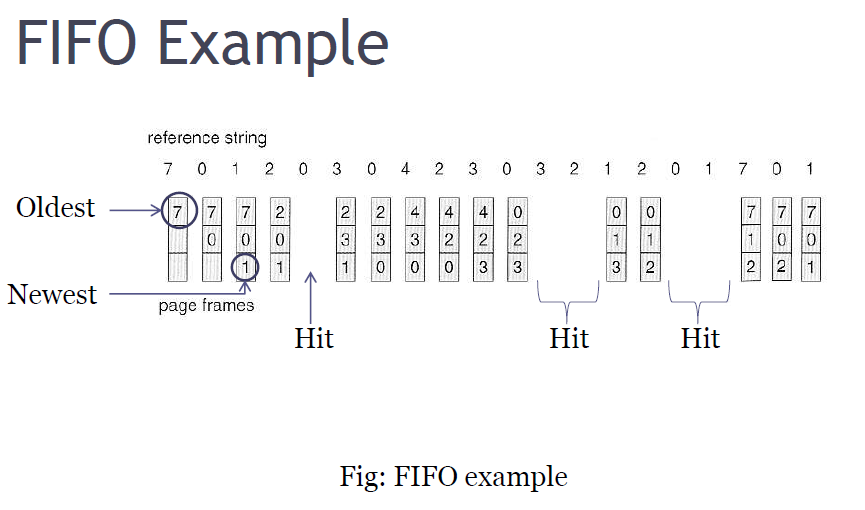 FIFO Example
reference string
7 0 1 2 0 3 0 4 2 3 0 3 2 1 2 0 1 7 0 1
Oldest 7 7 7 2 2 2 4 4 4 0 0 0 7 7 7
0 0 0 3 3 3 2 2 2 1 1 1 0 0
1 1 1 0 0 0 3 3 3 2 2 2 1
Newest
page frames
Hit Hit Hit
Fig: FIFO example